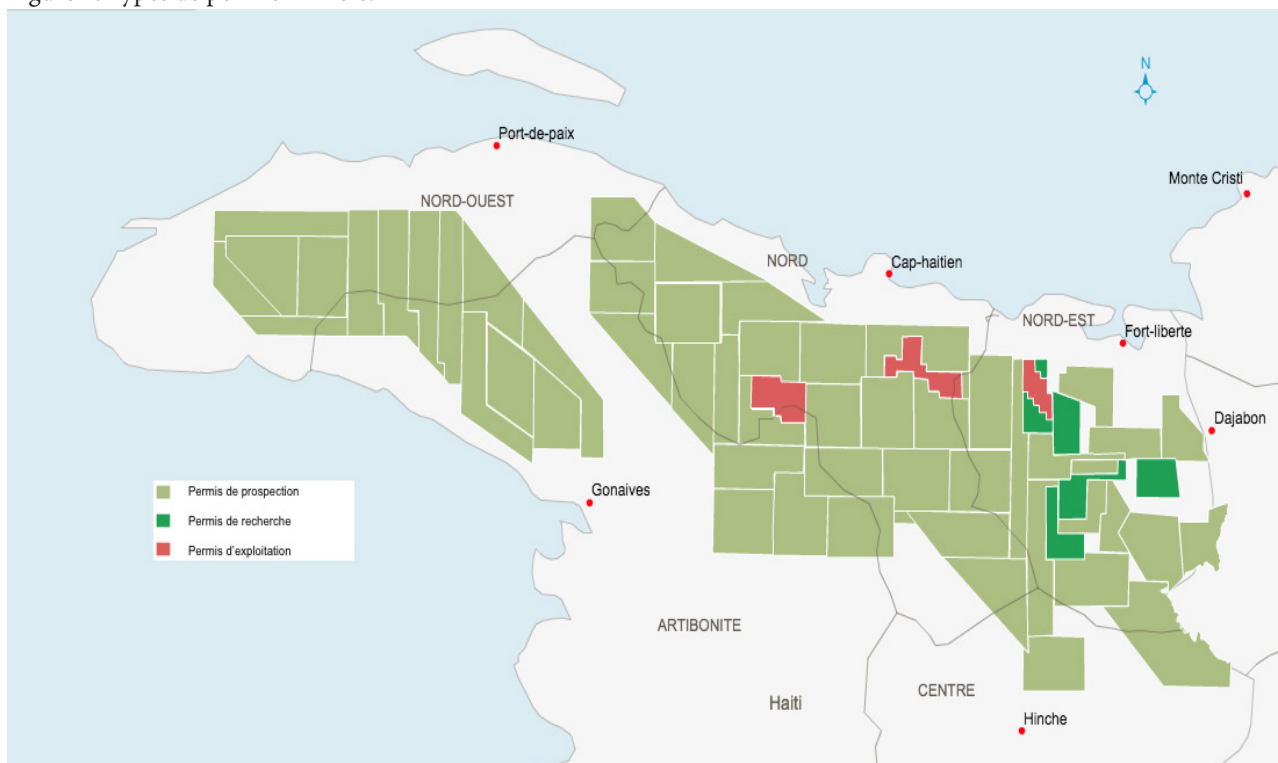 N
Port-de-paix
Monte Cristi
NORD-OUEST
NORD
Cap-haitien
NORD-EST
Fort-liberte
Dajabon
Permis de prospection
Gonaives
Permis de recherche
Permis d'exploitation
ARTIBONITE
CENTRE
Haiti
Hinche